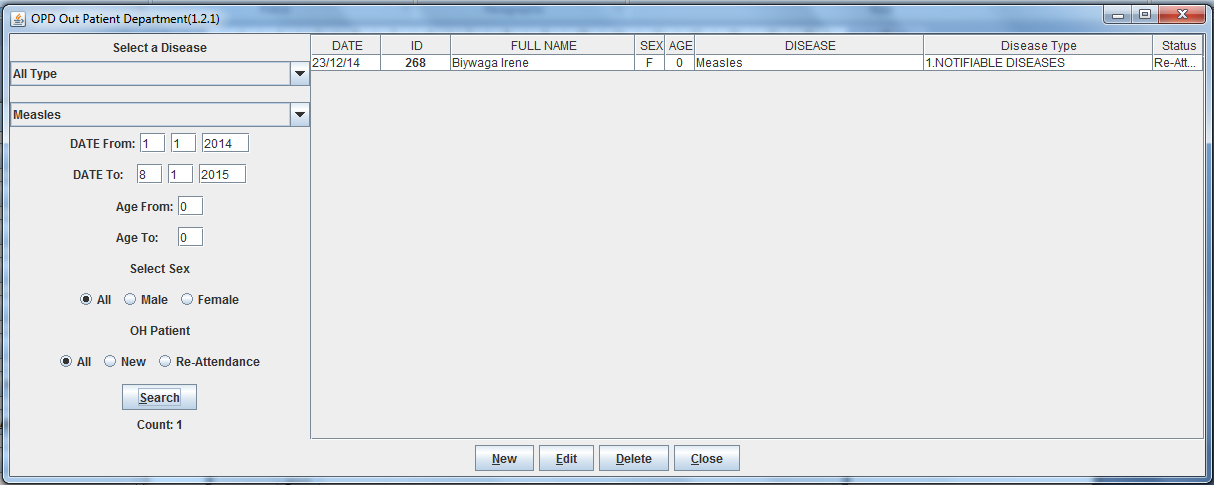 OPD Out Patient Department(1.2.1)
Select a Disease
All Type
Measles
DATE From: 1 1 2014
DATE To: 8 1 2015
Age From: 0
Age To: 0
Select Sex
All Male Female
OH Patient
All New Re-Attendance
Search
Count: 1
DATE ID FULL NAME SEX AGE DISEASE Disease Type Status
23/12/14 268 Biywaga Irene F 0 Measles 1.NOTIFIABLE DISEASES Re-Att...
New Edit Delete Close